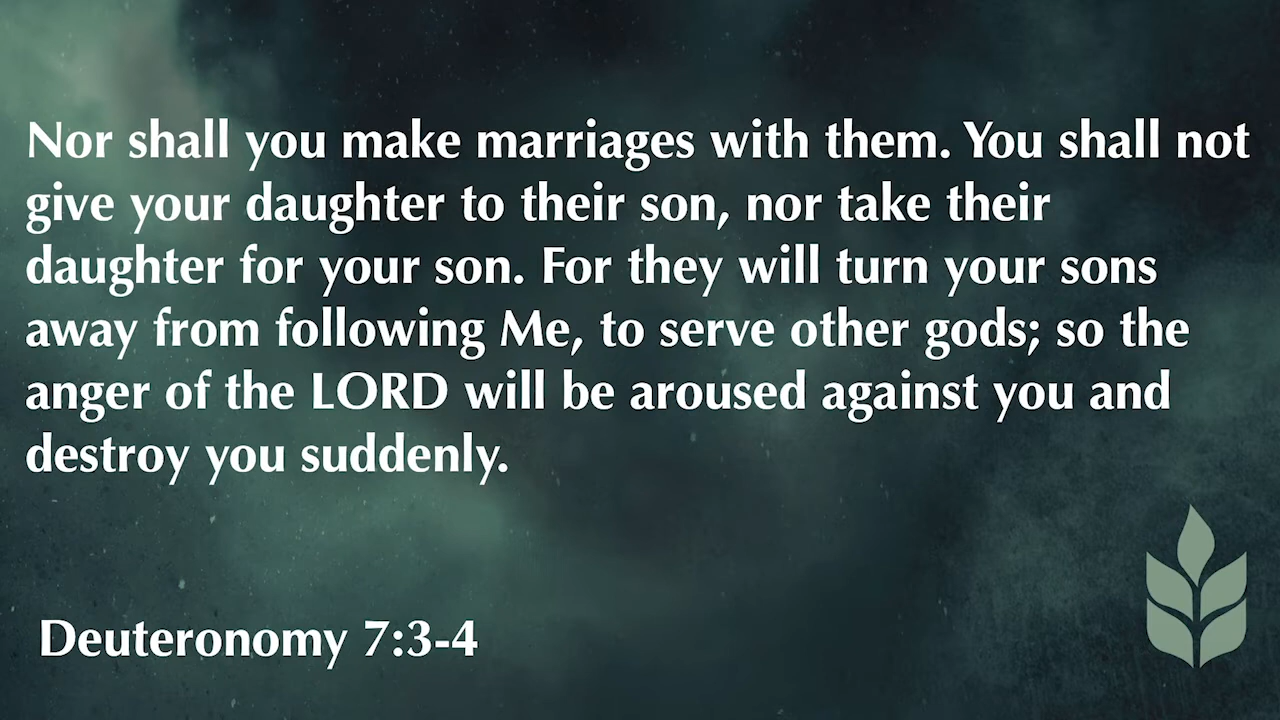 Nor shall you make marriages with them. You shall not
give your daughter to their son, nor take their
daughter for your son. For they will turn your sons
away from following Me, to serve other gods; so the
anger of the LORD will be aroused against you and
destroy you suddenly.
Deuteronomy 7:3-4